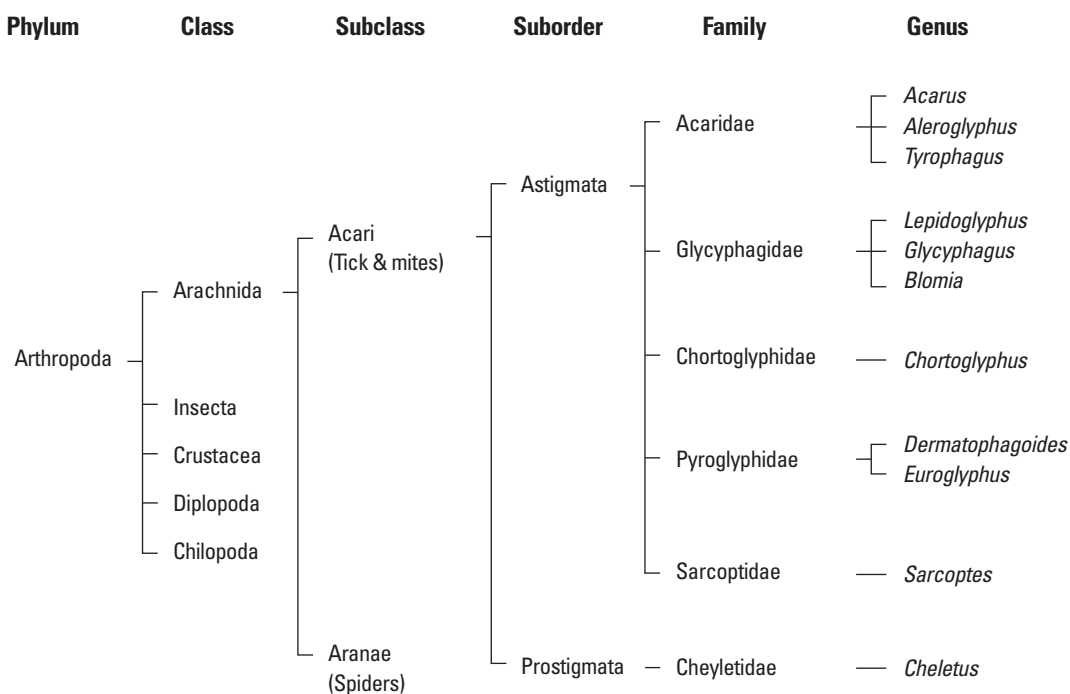 Phylum Class Subclass Suborder Family Genus
Acarus
Acaridae Aleroglyphus
Tyrophagus
Astigmata
Lepidoglyphus
Acari
(Tick & mites)
Glycyphagidae Glycyphagus
Blomia
Arachnida
Arthropoda
Chortoglyphidae Chortoglyphus
Insecta
Crustacea
Pyroglyphidae
Dermatophagoides
Euroglyphus
Diplopoda
Chilopoda
Sarcoptidae Sarcoptes
Aranae
(Spiders)
Prostigmata Cheyletidae Cheletus